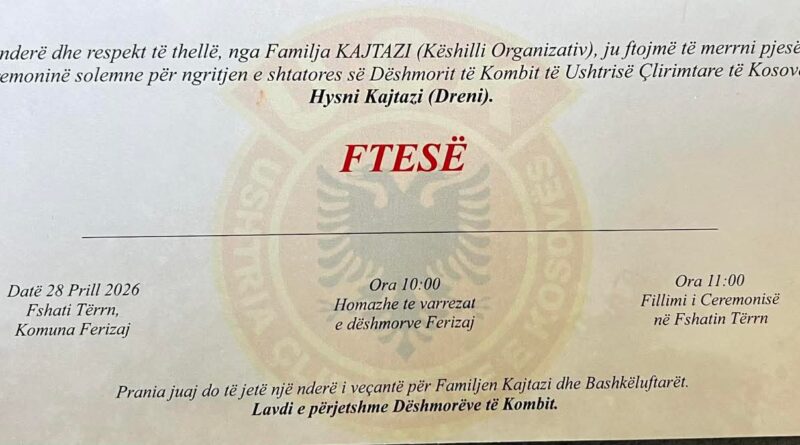 nderë dhe respekt të thellë, nga Familja KAJTAZI (Këshilli Organizativ), ju ftojmë të merrni pjesë
remoninë solemne për ngritjen e shtatores së Dëshmorit të Kombit të Ushtrisë Çlirimtare të Kosovë
Hysni Kajtazi (Dreni).
FTESË
USHTRIA
KOSOVËS
Datë 28 Prill 2026
Fshati Tërrn,
Komuna Ferizaj
Ora 10:00
Homazhe te varrezat
e dëshmorve Ferizaj
Ora 11:00
Fillimi i Ceremonisë
në Fshatin Tërrn
Prania juaj do të jetë një nderë i veçantë për Familjen Kajtazi dhe Bashkëluftarët.
Lavdi e përjetshme Dëshmorëve të Kombit.